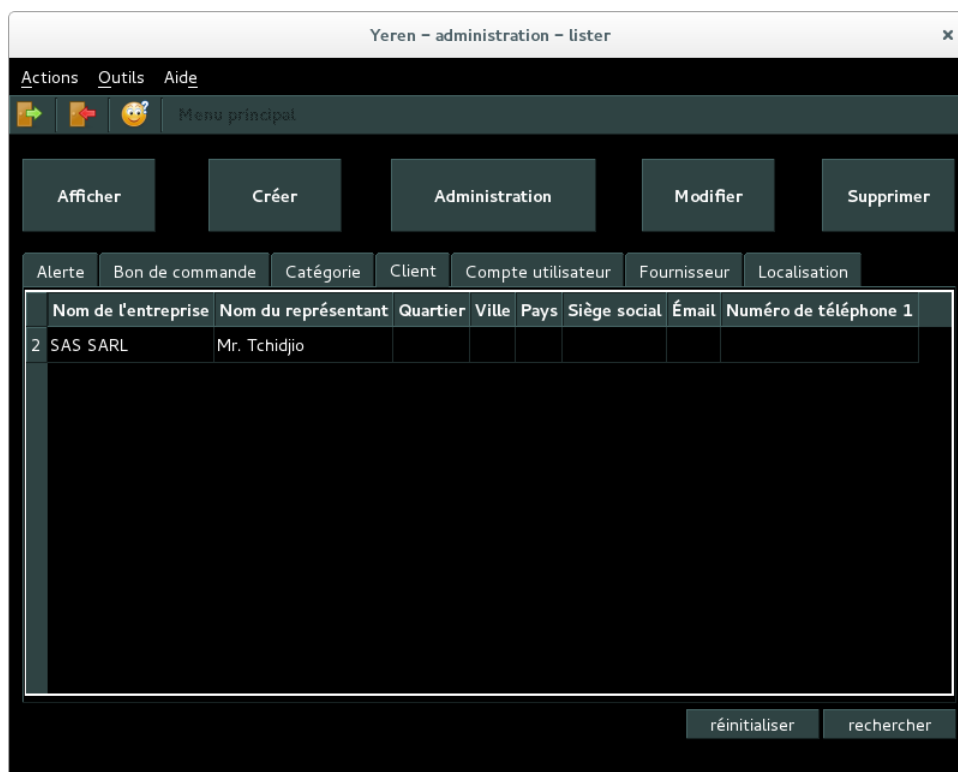 Yeren – administration – lister
Actions Outils Aide
Menu principal
Afficher Créer Administration Modifier Supprimer
Alerte Bon de commande Catégorie Client Compte utilisateur Fournisseur Localisation
Nom de l'entreprise Nom du représentant Quartier Ville Pays Siège social Émail Numéro de téléphone 1
2 SAS SARL Mr. Tchidjio
réinitialiser rechercher